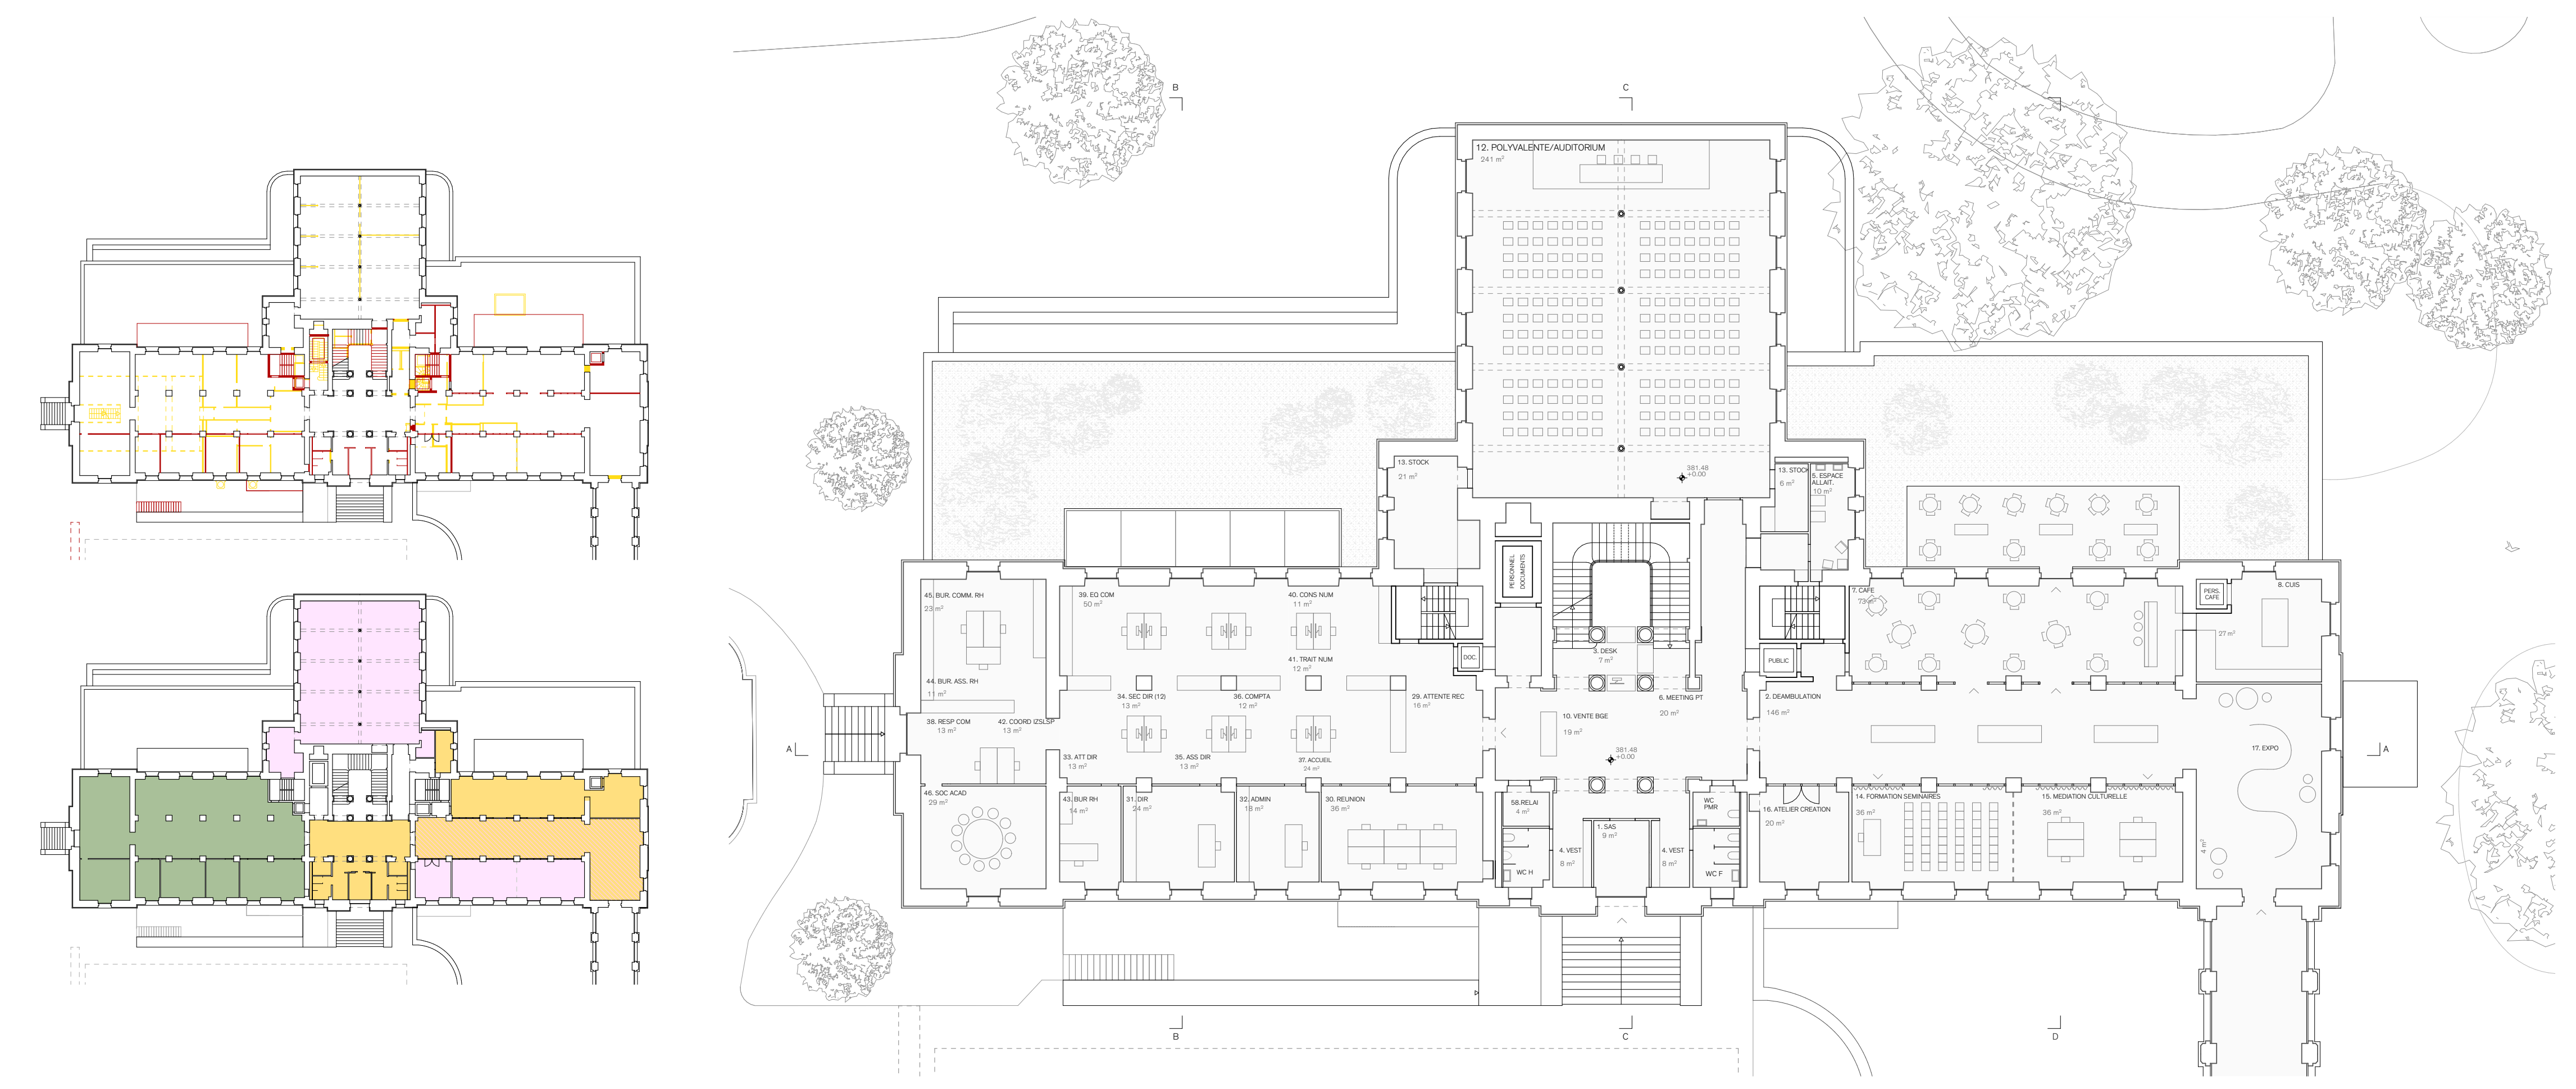 B
C
12. POLYVALENTE/AUDITORIUM
241 m²
13. STOCK
21 m²
381.48
+0.00
13. STOCK
6 m²
5. ESPACE
ALLAIT.
10 m²
PERSONNEL
DOCUMENTS
45. BUR. COMM. RH
23 m²
39. EO COM
50 m²
40. CONS NUM
11 m²
7. CAFE
73 m²
PERS.
CAFE
8. CUIS
27 m²
3. DESK
7 m²
41. TRAIT NUM
12 m²
DOC.
PUBLIC
44. BUR. ASS. RH
11 m²
34. SEC DIR (12)
13 m²
36. COMPTA
12 m²
29. ATTENTE REC
16 m²
6. MEETING PT
20 m²
2. DEAMBULATION
146 m²
38. RESP COM
13 m²
42. COORD IZSLSP
13 m²
10. VENTE BGE
19 m²
A
381.48
+0.00
17. EXPO
A
33. ATT DIR
13 m²
35. ASS DIR
13 m²
37. ACCUEIL
24 m²
46. SOC ACAD
29 m²
43. BUR RH
14 m²
31. DIR
24 m²
32. ADMIN
18 m²
30. REUNION
36 m²
58.RELAI
4 m²
WC
PMR
16. ATELIER CREATION
20 m²
14. FORMATION SEMINAIRES
36 m²
15. MEDIATION CULTURELLE
36 m²
1. SAS
9 m²
4. VEST
8 m²
4. VEST
8 m²
WC H
WC F
4 m²
B
C
D